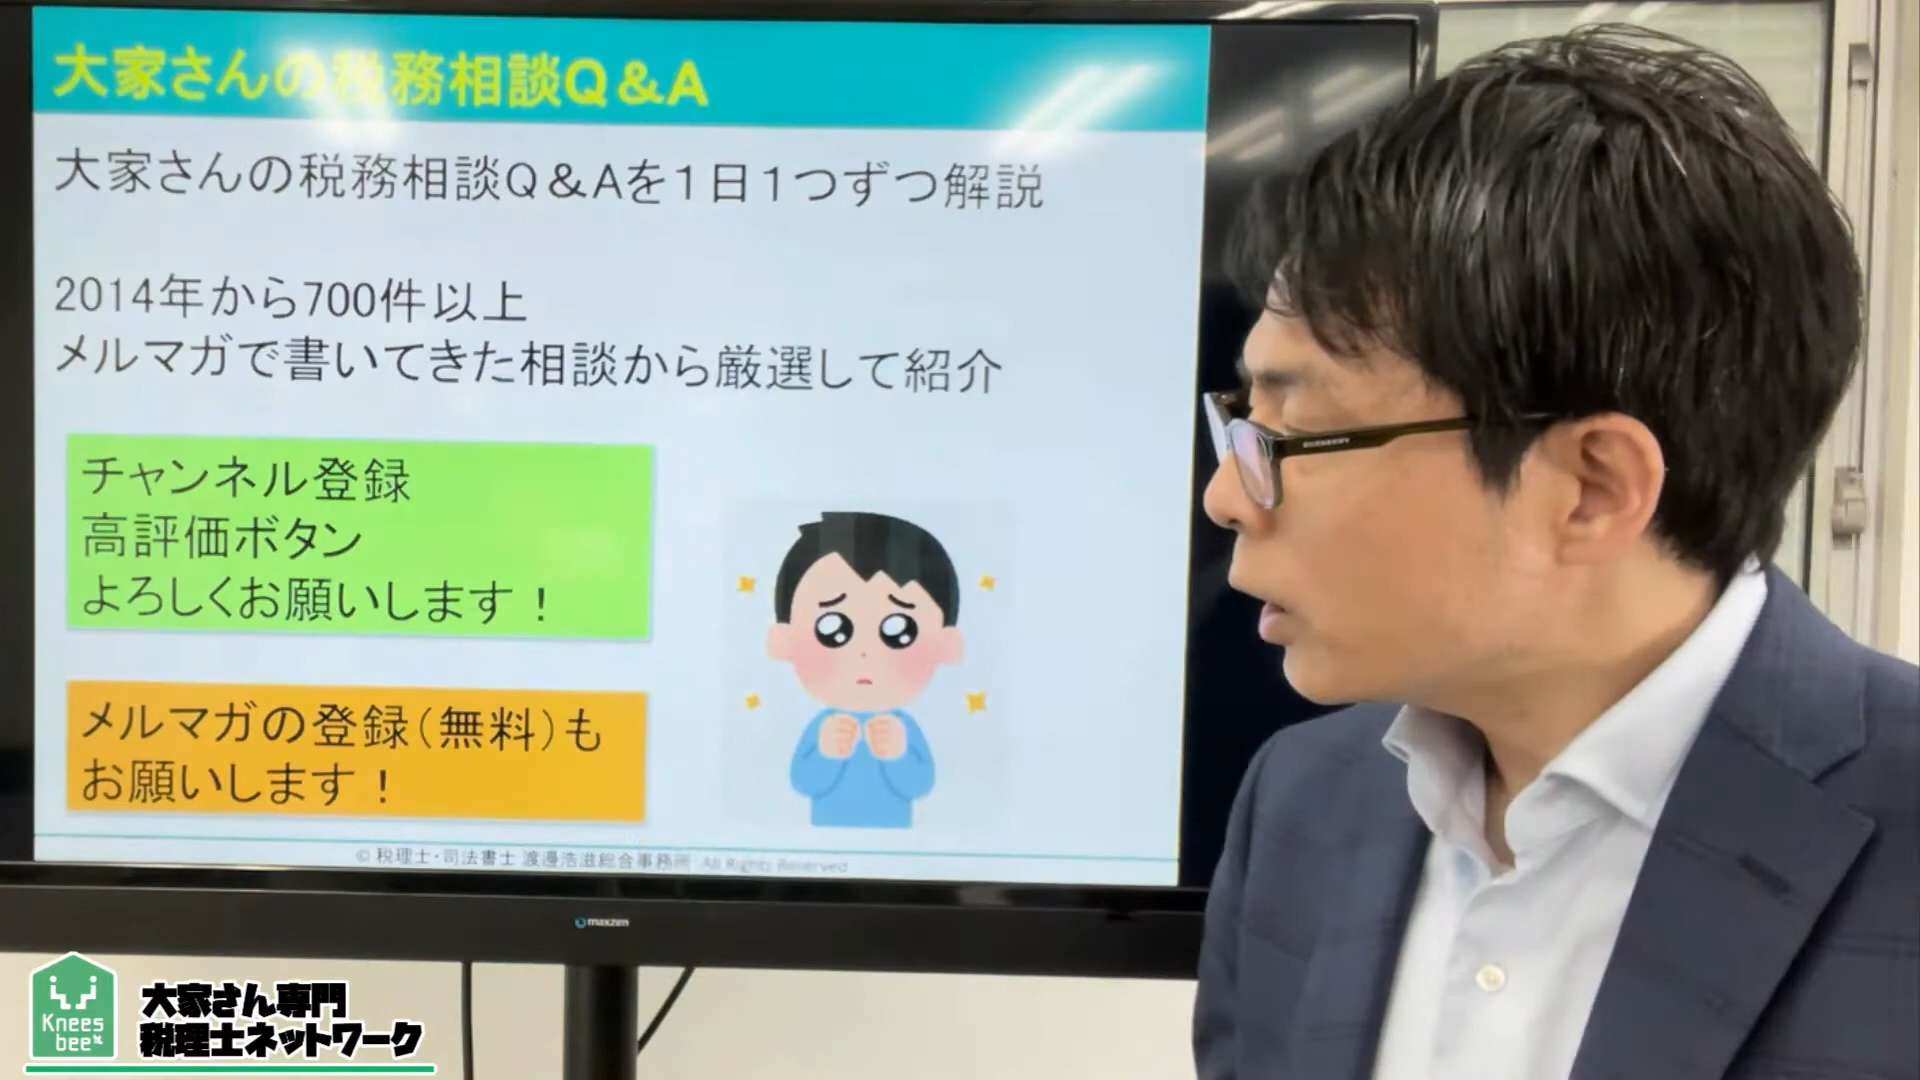 大家さんの税務相談Q&A
大家さんの税務相談Q&Aを1日1つずつ解説
2014年から700件以上
メルマガで書いてきた相談から厳選して紹介
チャンネル登録
高評価ボタン
よろしくお願いします!
メルマガの登録(無料)も
お願いします!
© 税理士・司法書士 渡邊浩滋総合事務所 All Rights Reserved
maxzen
Knees
bee
大家さん専門
税理士ネットワーク